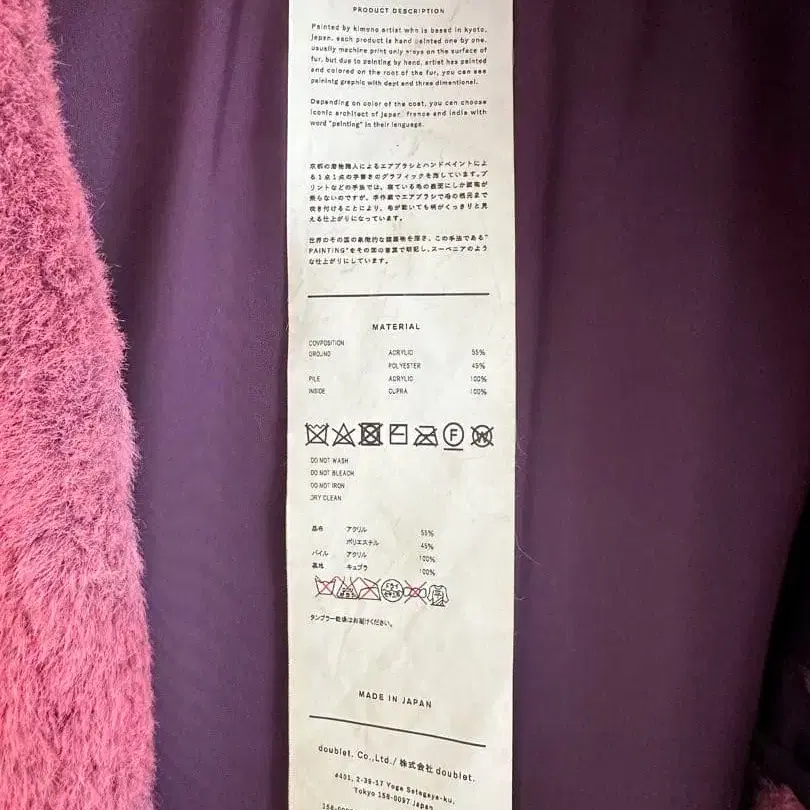 PRODUCT DESCRIPTION
Painted by kimono artist who is based in kyoto,
japan. each product is hand painted one by one.
usually machine print only stays on the surface of
fur, but due to painting by hand, artist has painted
and colored on the root of the fur, you can see
painintg graphic with dept and three dimentional.
Depending on color of the coat, you can choose
iconic architect of japan, franse and india with
word "painting" in their language.
京都の着物職人によるエアブラシとハンドペイントによ
る1点1点の手書きのグラフィックを施しています。プ
リントなどの手法では、寝ている毛の表面にしか図柄が
乗らないのですが、手作業でエアブラシで毛の根元まで
吹き付けることにより、毛が動いても柄がくっきりと見
える仕上がりになっています。
世界のその国の象徴的な建築物を描き、この手法である"
PAINTING"をその国の言葉で明記し、スーベニアのよう
な仕上がりにしています。
MATERIAL
COMPOSITION
GROUND ACRYLIC 55%
POLYESTER 45%
PILE ACRYLIC 100%
INSIDE CUPRA 100%
F W
DO NOT WASH
DO NOT BLEACH
DO NOT IRON
DRY CLEAN
アクリル 55%
ポリエステル 45%
パイル アクリル 100%
裏地 キュプラ 100%
タンブラー乾燥はお避けください。
MADE IN JAPAN
doublet. Co.,Ltd./ 株式会社 doublet.
#401, 2-39-17 Yoga Setagaya-ku,
Tokyo 158-0097 Japan